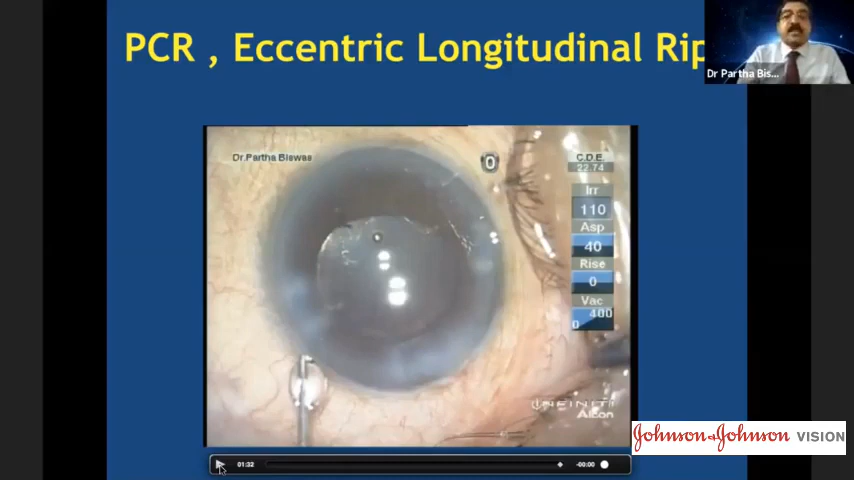 PCR , Eccentric Longitudinal Rip
Dr Partha Bis...
Dr.Partha Biswas
0
C.D.E.
22.74
Irr
110
Asp
40
Rise
0
Vac
400
0
INFINITI
Alcon
Johnson & Johnson VISION
01:32
-00:00